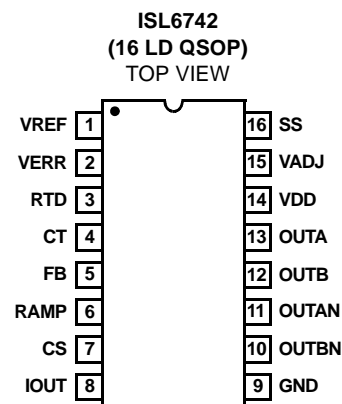 ISL6742
(16 LD QSOP)
TOP VIEW
VREF 1 16 SS
VERR 2 15 VADJ
RTD 3 14 VDD
CT 4 13 OUTA
FB 5 12 OUTB
RAMP 6 11 OUTAN
CS 7 10 OUTBN
IOUT 8 9 GND